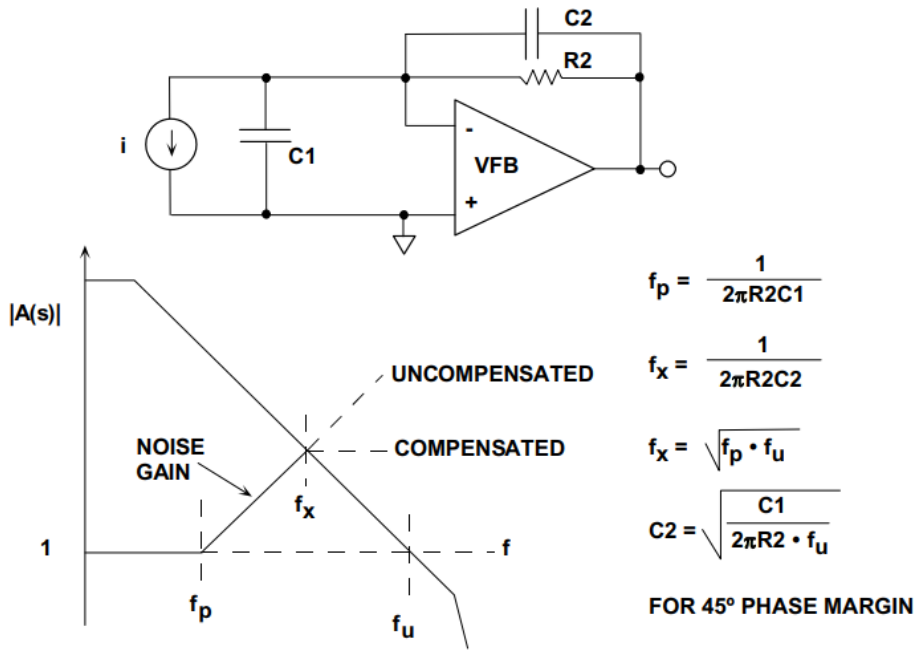 C2
R2
i
C1
-
VFB
+
|A(s)|
UNCOMPENSATED
COMPENSATED
NOISE
GAIN
fx
1
f
fp
fu
fp = 1 / 2πR2C1
fx = 1 / 2πR2C2
fx = √fp • fu
C2 = √C1 / 2πR2 • fu
FOR 45º PHASE MARGIN